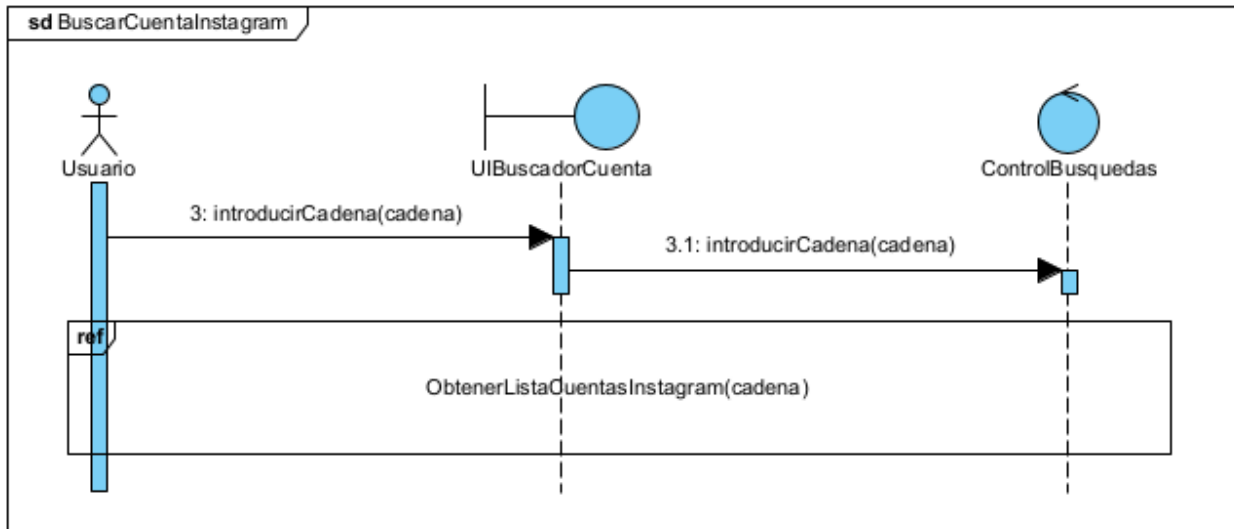 sd BuscarCuentaInstagram
Usuario
UIBuscadorCuenta
ControlBusquedas
3: introducirCadena(cadena)
3.1: introducirCadena(cadena)
ref
ObtenerListaCuentasInstagram(cadena)